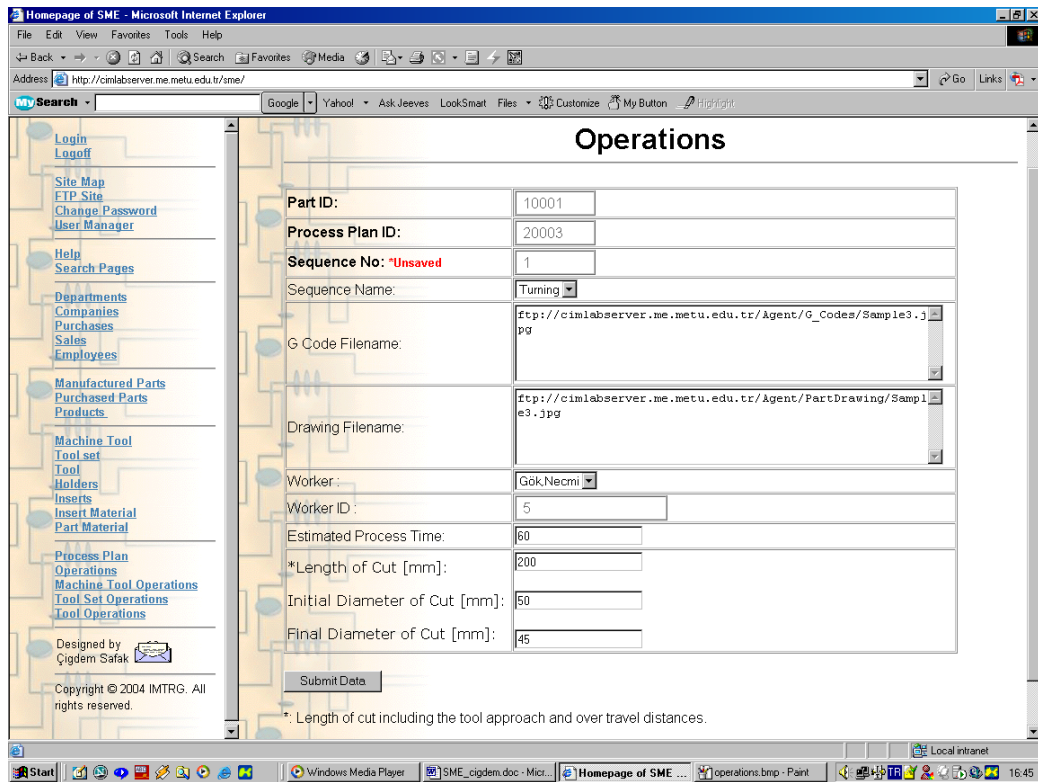 Homepage of SME - Microsoft Internet Explorer
File Edit View Favorites Tools Help
Back Search Favorites Media
Address http://cimlabserver.me.metu.edu.tr/sme/ Go Links
My Search Google Yahoo! Ask Jeeves LookSmart Files Customize My Button Highlight
Login
Logoff
Site Map
FTP Site
Change Password
User Manager
Help
Search Pages
Departments
Companies
Purchases
Sales
Employees
Manufactured Parts
Purchased Parts
Products
Machine Tool
Tool set
Tool
Holders
Inserts
Insert Material
Part Material
Process Plan
Operations
Machine Tool Operations
Tool Set Operations
Tool Operations
Designed by
Çigdem Safak
Copyright © 2004 IMTRG. All
rights reserved.
Operations
Part ID: 10001
Process Plan ID: 20003
Sequence No: *Unsaved 1
Sequence Name: Turning
G Code Filename:
ftp://cimlabserver.me.metu.edu.tr/Agent/G_Codes/Sample3.j
pg
Drawing Filename:
ftp://cimlabserver.me.metu.edu.tr/Agent/PartDrawing/Sampl
e3.jpg
Worker : Gök,Necmi
Worker ID : 5
Estimated Process Time: 60
*Length of Cut [mm]: 200
Initial Diameter of Cut [mm]: 50
Final Diameter of Cut [mm]: 45
Submit Data
*: Length of cut including the tool approach and over travel distances.
Local intranet
Start Windows Media Player SME_cigdem.doc - Micr... Homepage of SME ... operations.bmp - Paint TR 16:45